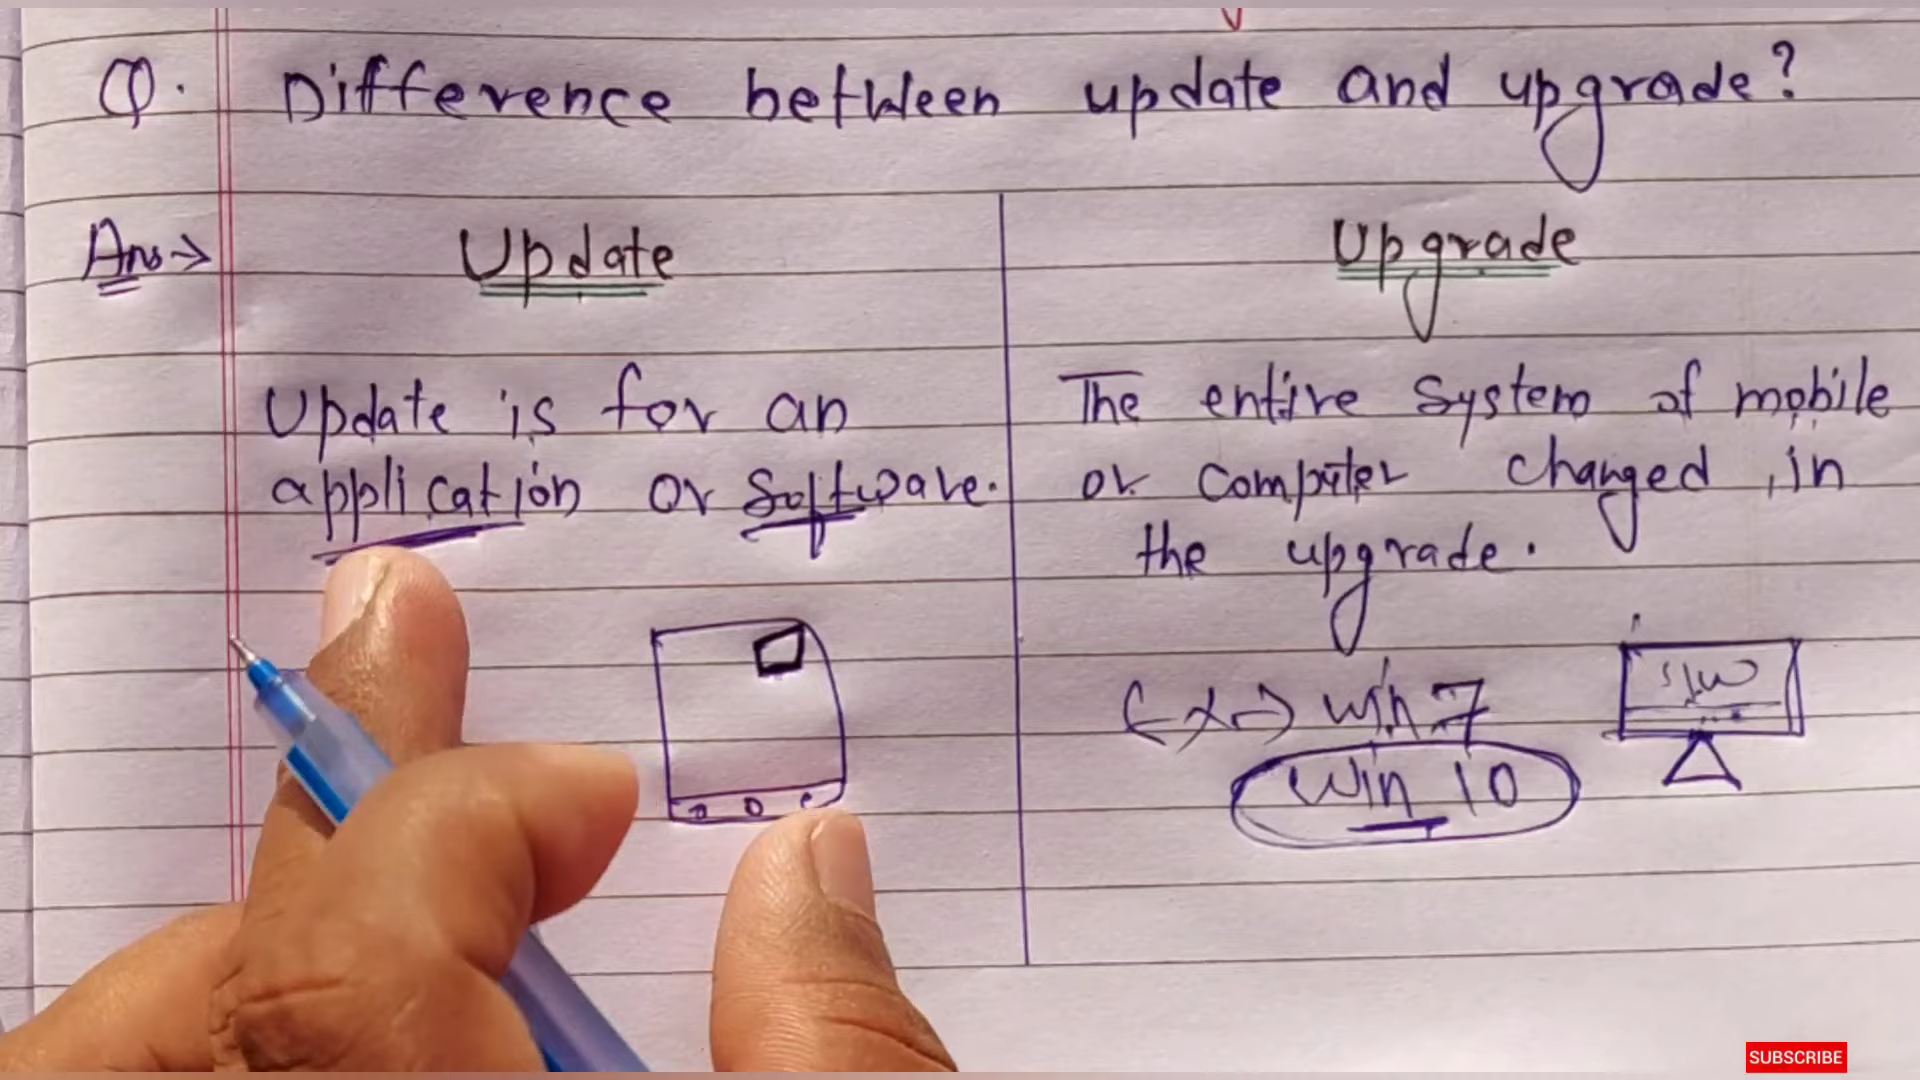 Q. Difference between update and upgrade?
Ans→ Update Upgrade
Update is for an
application or software.
The entire system of mobile
or computer changed in
the upgrade.
Ex→ Win 7
Win 10
SUBSCRIBE